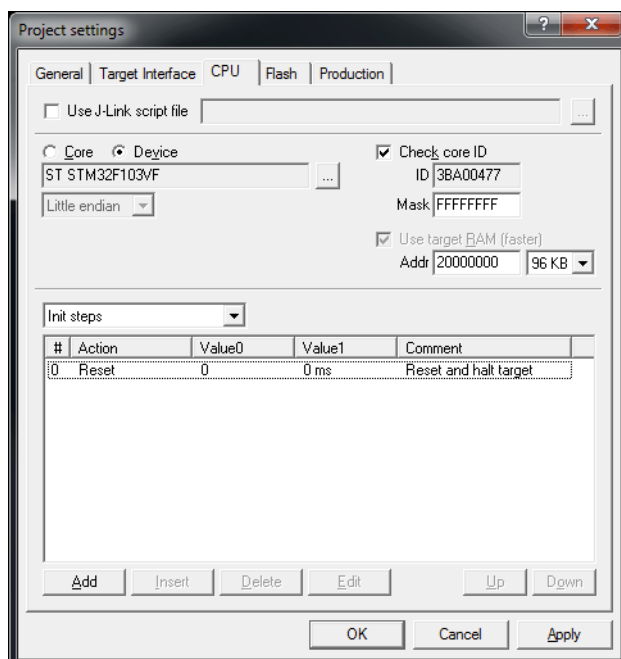 Project settings
General Target Interface CPU Flash Production
Use J-Link script file ...
Core Device
ST STM32F103VF ...
Little endian
Check core ID
ID 3BA00477
Mask FFFFFFFF
Use target RAM (faster)
Addr 20000000 96 KB
Init steps
# Action Value0 Value1 Comment
0 Reset 0 0 ms Reset and halt target
Add Insert Delete Edit Up Down
OK Cancel Apply